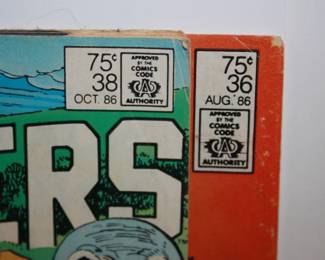 75¢
38
OCT. 86
APPROVED
BY THE
COMICS
CODE
CA
AUTHORITY
ERS
75¢
36
AUG. 86
APPROVED
BY THE
COMICS
CODE
CA
AUTHORITY